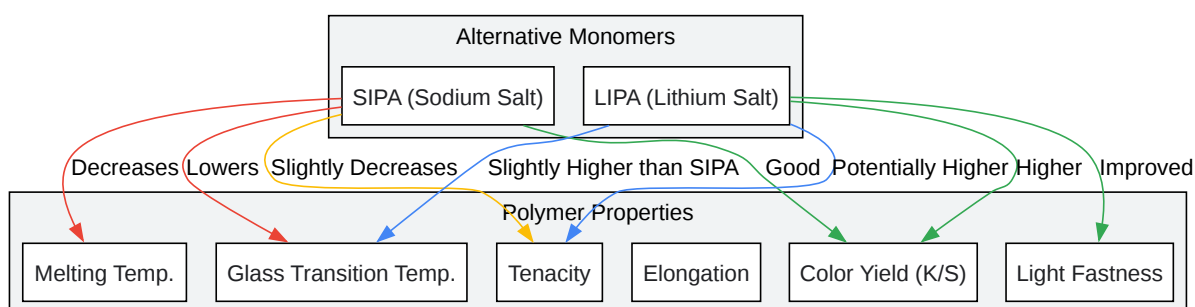 Alternative Monomers
SIPA (Sodium Salt)
LIPA (Lithium Salt)
Decreases
Lowers
Slightly Decreases
Slightly Higher than SIPA
Good
Potentially Higher
Higher
Improved
Polymer Properties
Melting Temp.
Glass Transition Temp.
Tenacity
Elongation
Color Yield (K/S)
Light Fastness